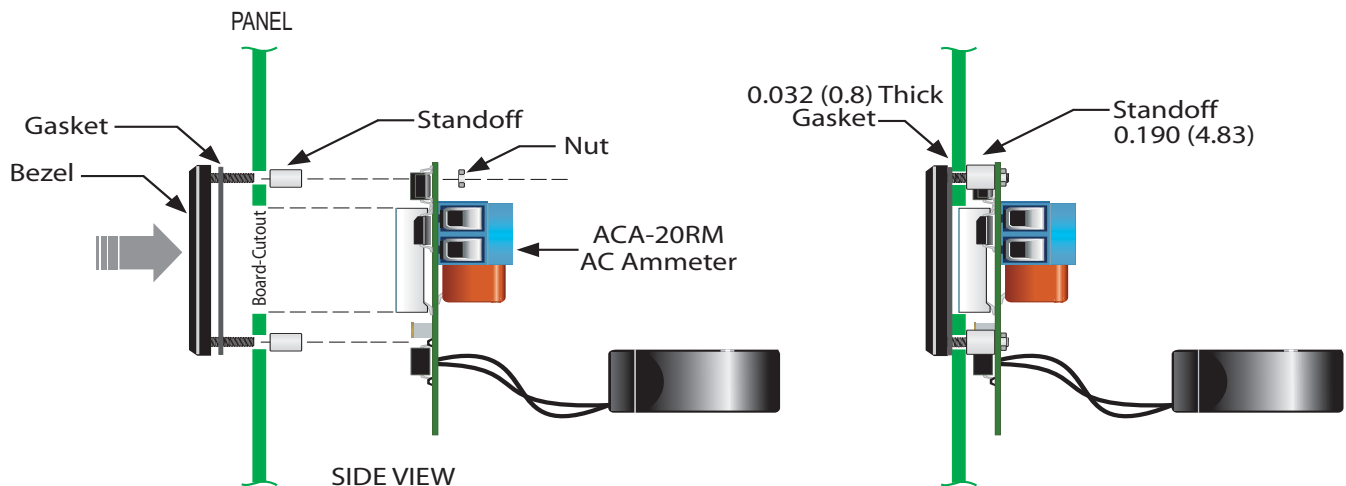 PANEL
Gasket
Bezel
Standoff
Nut
Board-Cutout
ACA-20RM
AC Ammeter
SIDE VIEW
0.032 (0.8) Thick
Gasket
Standoff
0.190 (4.83)